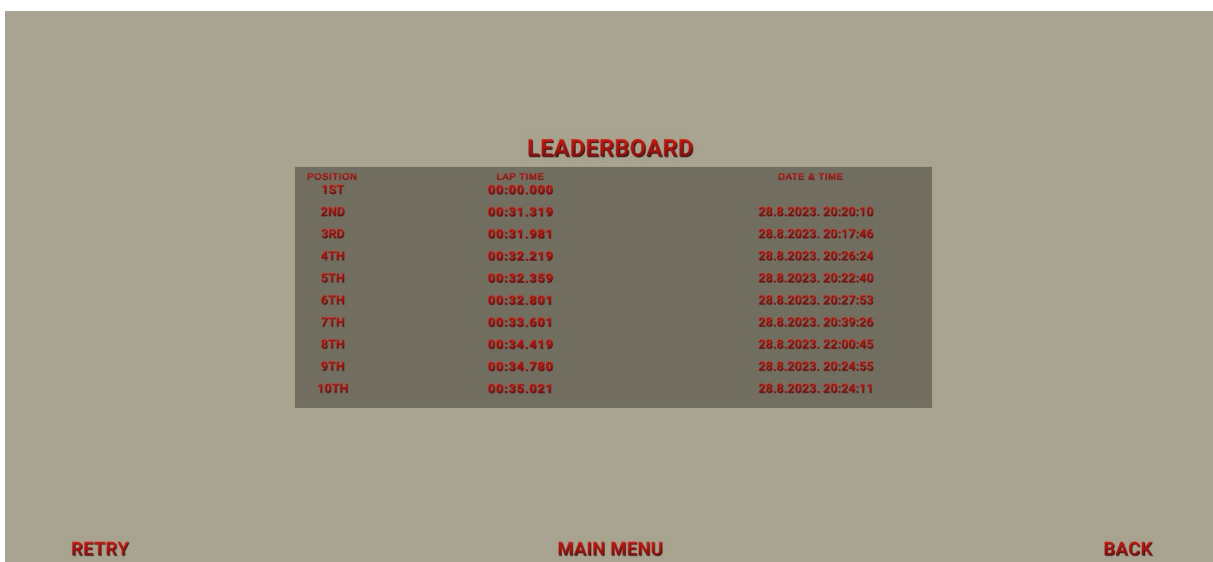 LEADERBOARD
POSITION LAP TIME DATE & TIME
1ST 00:00.000
2ND 00:31.319 28.8.2023. 20:20:10
3RD 00:31.981 28.8.2023. 20:17:46
4TH 00:32.219 28.8.2023. 20:26:24
5TH 00:32.359 28.8.2023. 20:22:40
6TH 00:32.801 28.8.2023. 20:27:53
7TH 00:33.601 28.8.2023. 20:39:26
8TH 00:34.419 28.8.2023. 22:00:45
9TH 00:34.780 28.8.2023. 20:24:55
10TH 00:35.021 28.8.2023. 20:24:11
RETRY MAIN MENU BACK